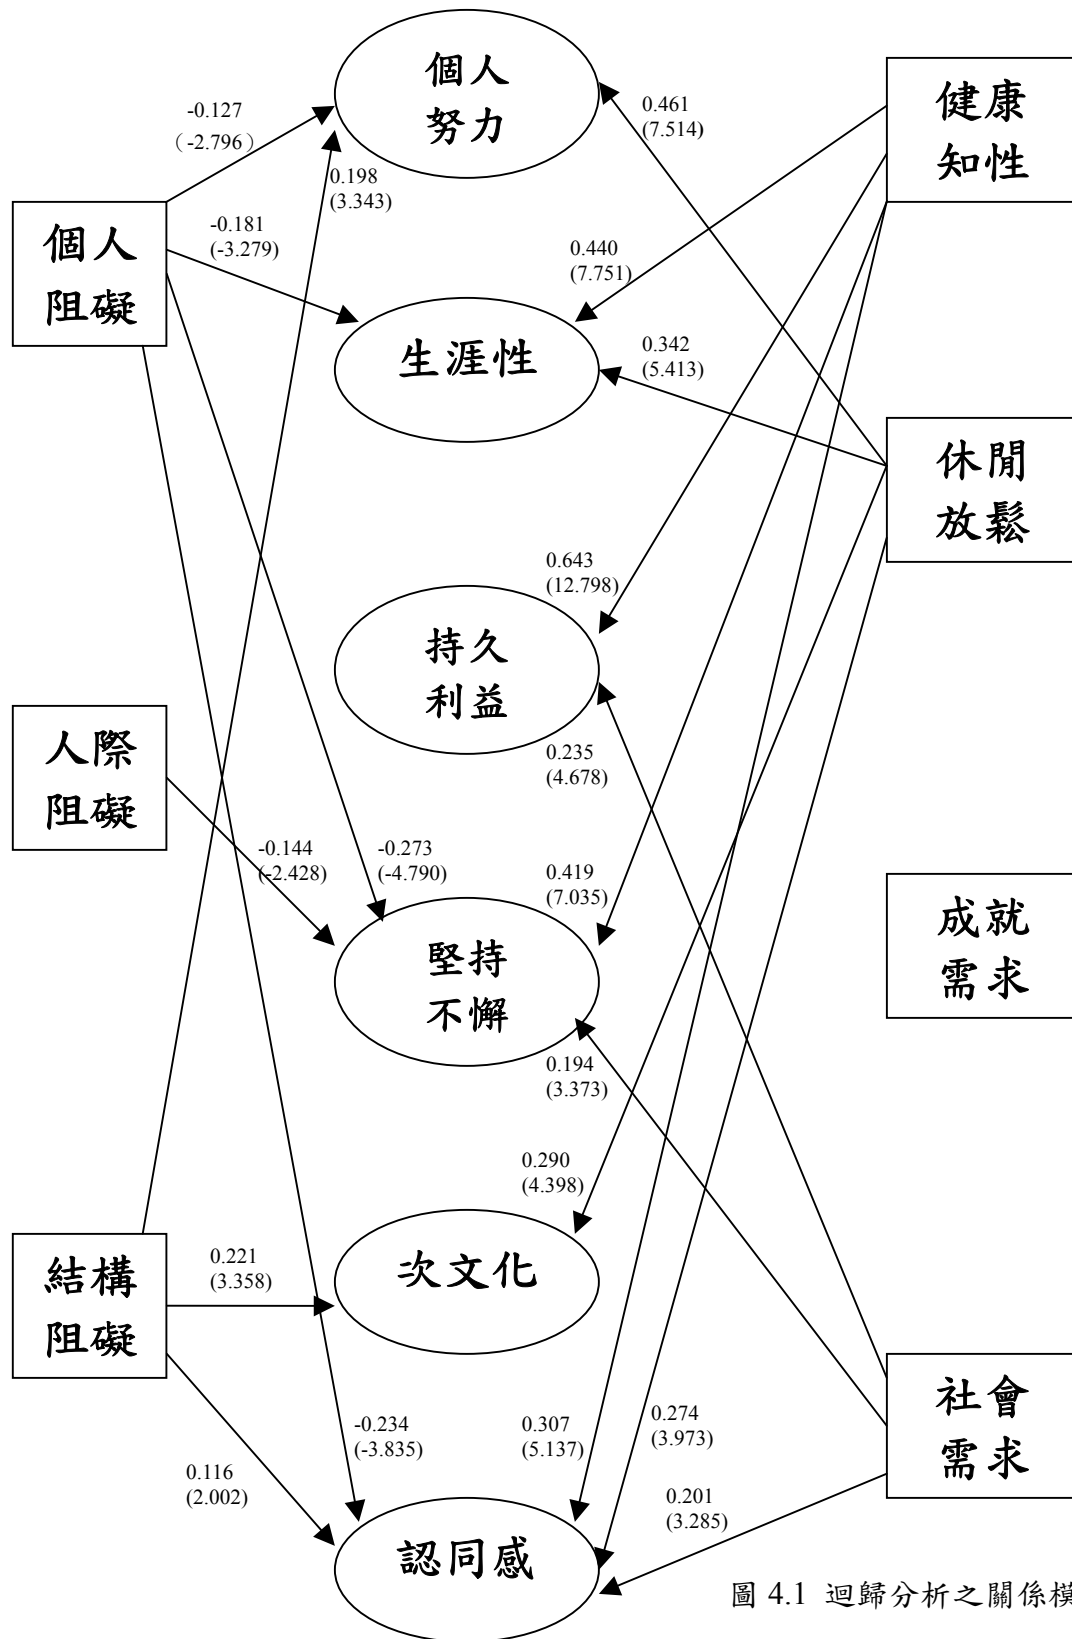 個人
努力
健康
知性
-0.127
（-2.796）
0.461
(7.514)
0.198
(3.343)
個人
阻礙
-0.181
(-3.279)
0.440
(7.751)
生涯性
0.342
(5.413)
休閒
放鬆
0.643
(12.798)
持久
利益
人際
阻礙
0.235
(4.678)
-0.144
(-2.428)
-0.273
(-4.790)
0.419
(7.035)
成就
需求
堅持
不懈
0.194
(3.373)
0.290
(4.398)
結構
阻礙
0.221
(3.358)
次文化
社會
需求
-0.234
(-3.835)
0.307
(5.137)
0.274
(3.973)
0.116
(2.002)
0.201
(3.285)
認同感
圖 4.1 迴歸分析之關係模